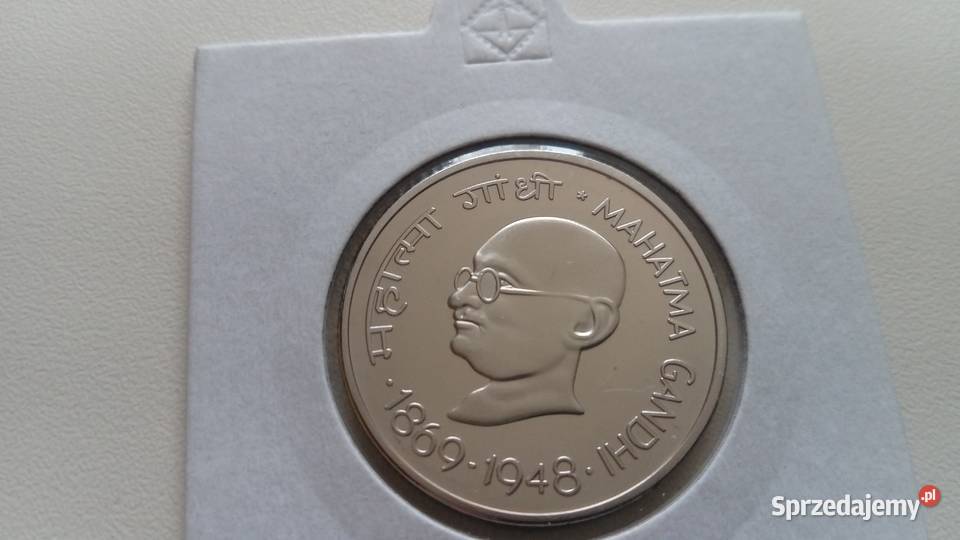 महात्मा गांधी * MAHATMA GANDHI
• 1869 • 1948 •
Sprzedajemy.pl